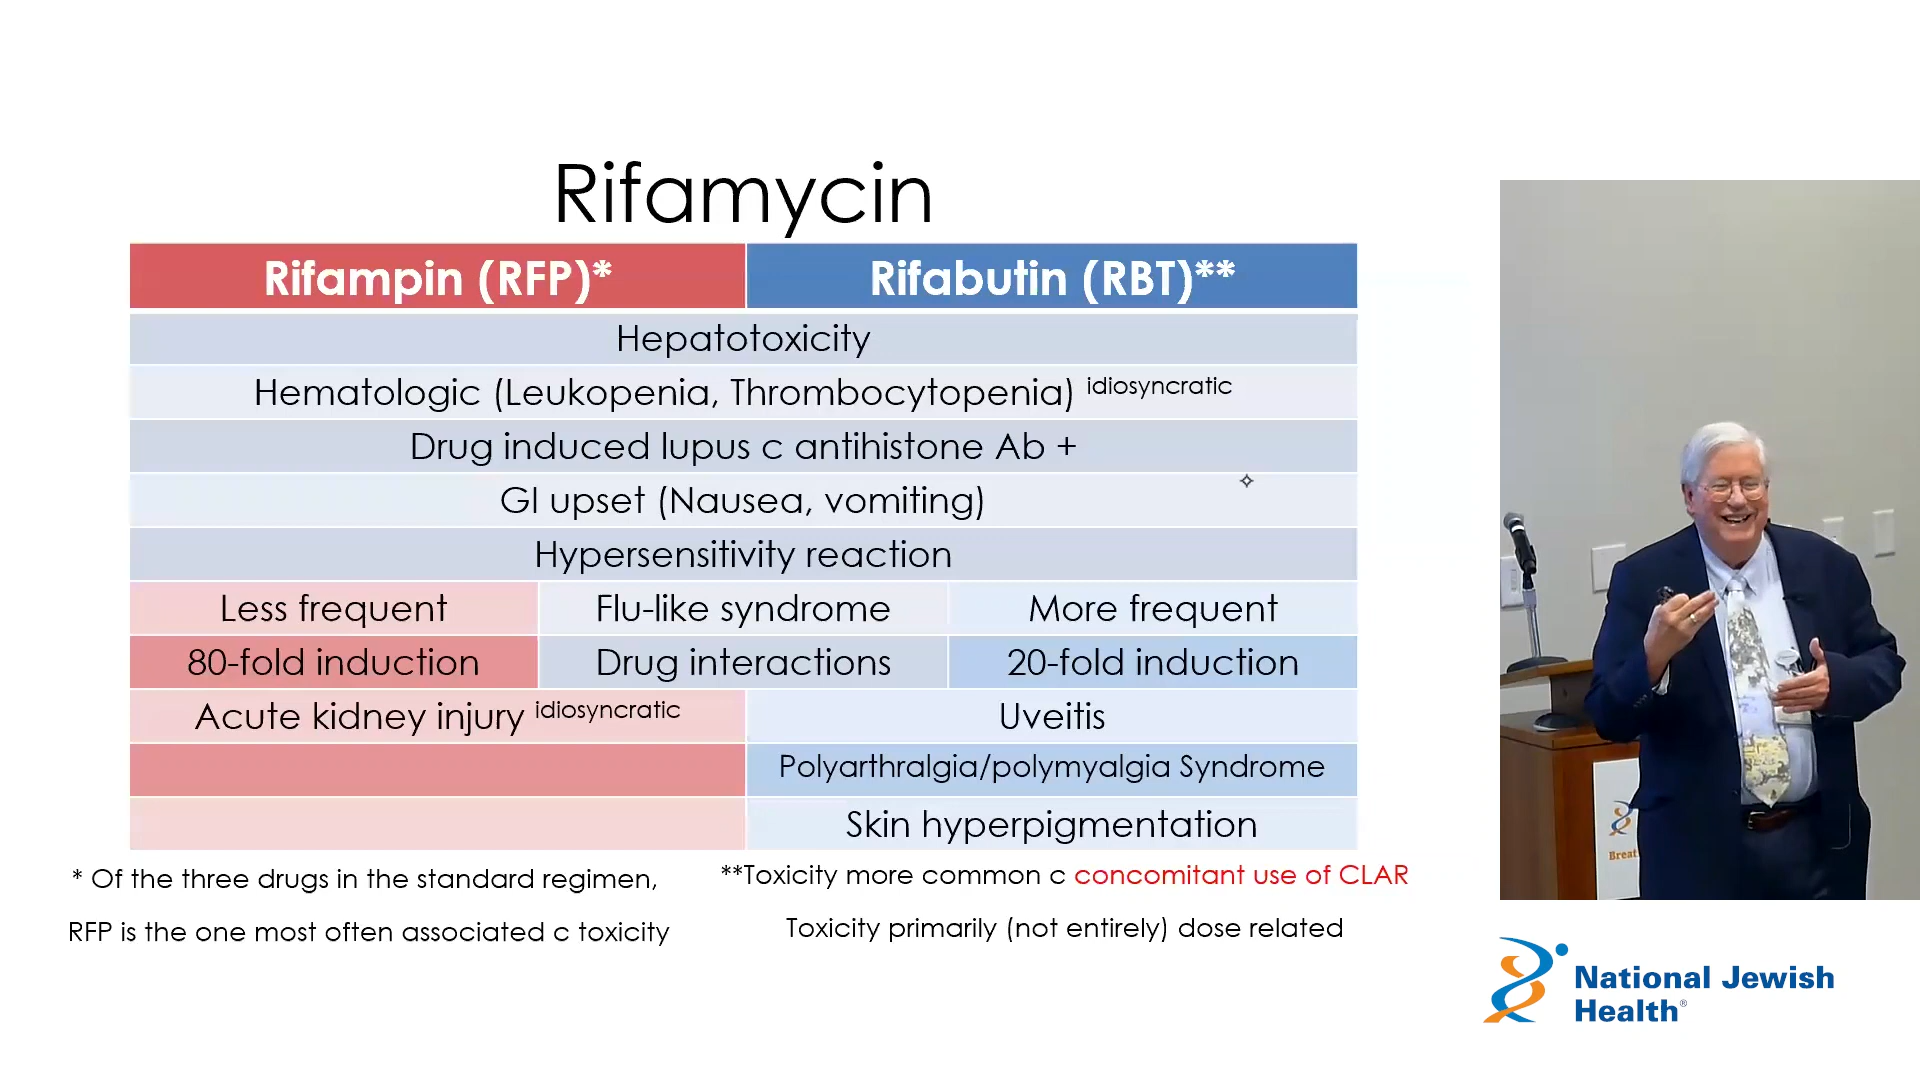 Rifamycin
Rifampin (RFP)*
Rifabutin (RBT)**
Hepatotoxicity
Hematologic (Leukopenia, Thrombocytopenia) idiosyncratic
Drug induced lupus c antihistone Ab +
GI upset (Nausea, vomiting)
Hypersensitivity reaction
Less frequent
Flu-like syndrome
More frequent
80-fold induction
Drug interactions
20-fold induction
Acute kidney injury idiosyncratic
Uveitis
Polyarthralgia/polymyalgia Syndrome
Skin hyperpigmentation
* Of the three drugs in the standard regimen,
RFP is the one most often associated c toxicity
**Toxicity more common c concomitant use of CLAR
Toxicity primarily (not entirely) dose related
Breat
National Jewish
Health®